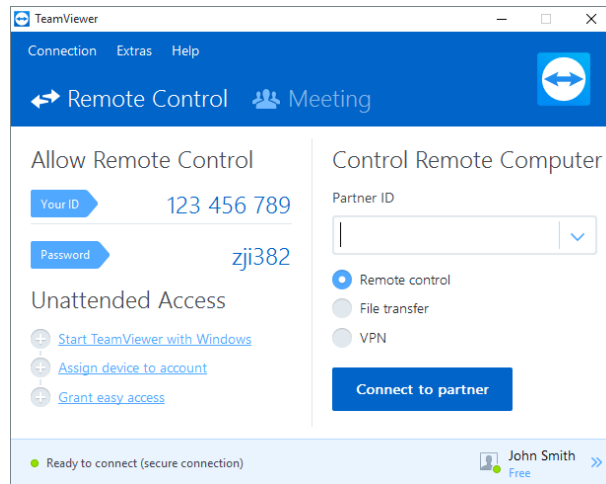 TeamViewer
Connection Extras Help
Remote Control Meeting
Allow Remote Control
Your ID 123 456 789
Password zji382
Unattended Access
Start TeamViewer with Windows
Assign device to account
Grant easy access
Control Remote Computer
Partner ID
Remote control
File transfer
VPN
Connect to partner
Ready to connect (secure connection)
John Smith
Free